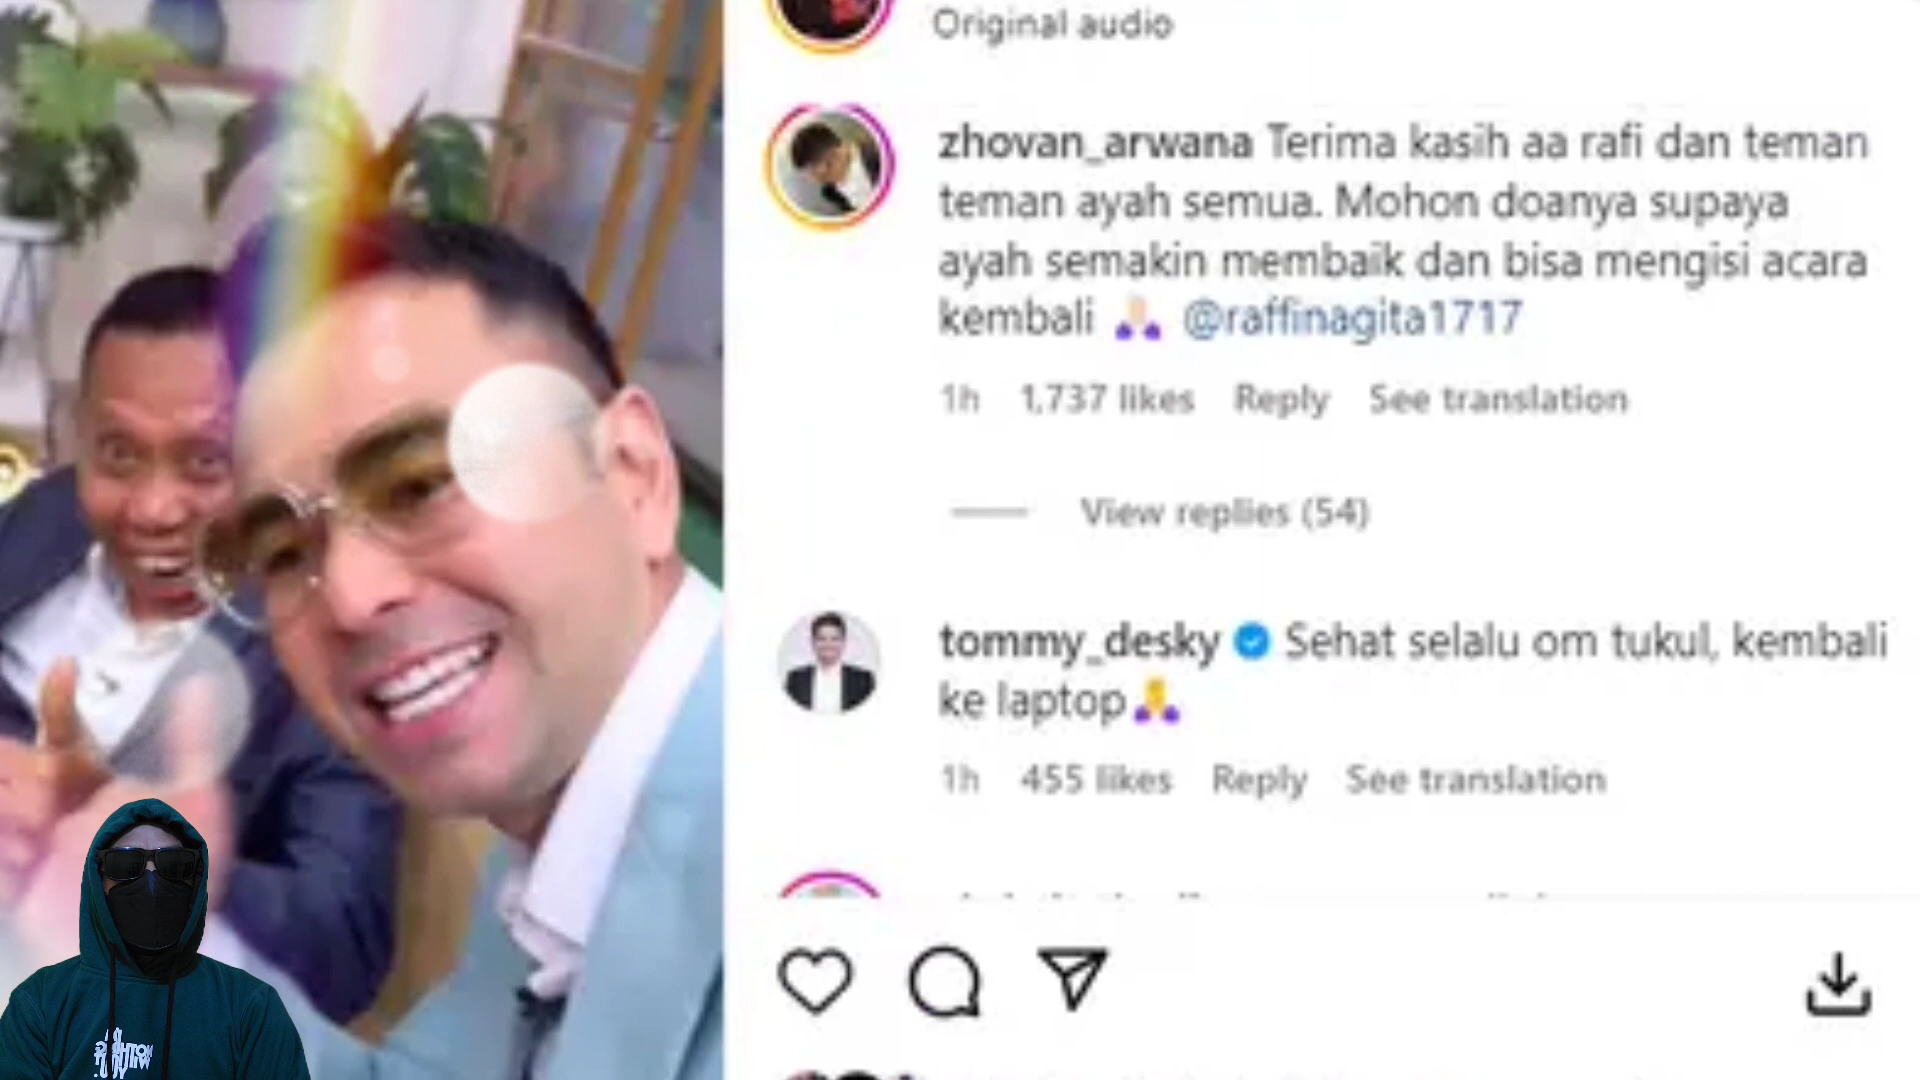 Original audio
zhovan_arwana Terima kasih aa rafi dan teman
teman ayah semua. Mohon doanya supaya
ayah semakin membaik dan bisa mengisi acara
kembali 🙏🏻 @raffinagita1717
1h 1,737 likes Reply See translation
View replies (54)
tommy_desky Sehat selalu om tukul, kembali
ke laptop🙏
1h 455 likes Reply See translation